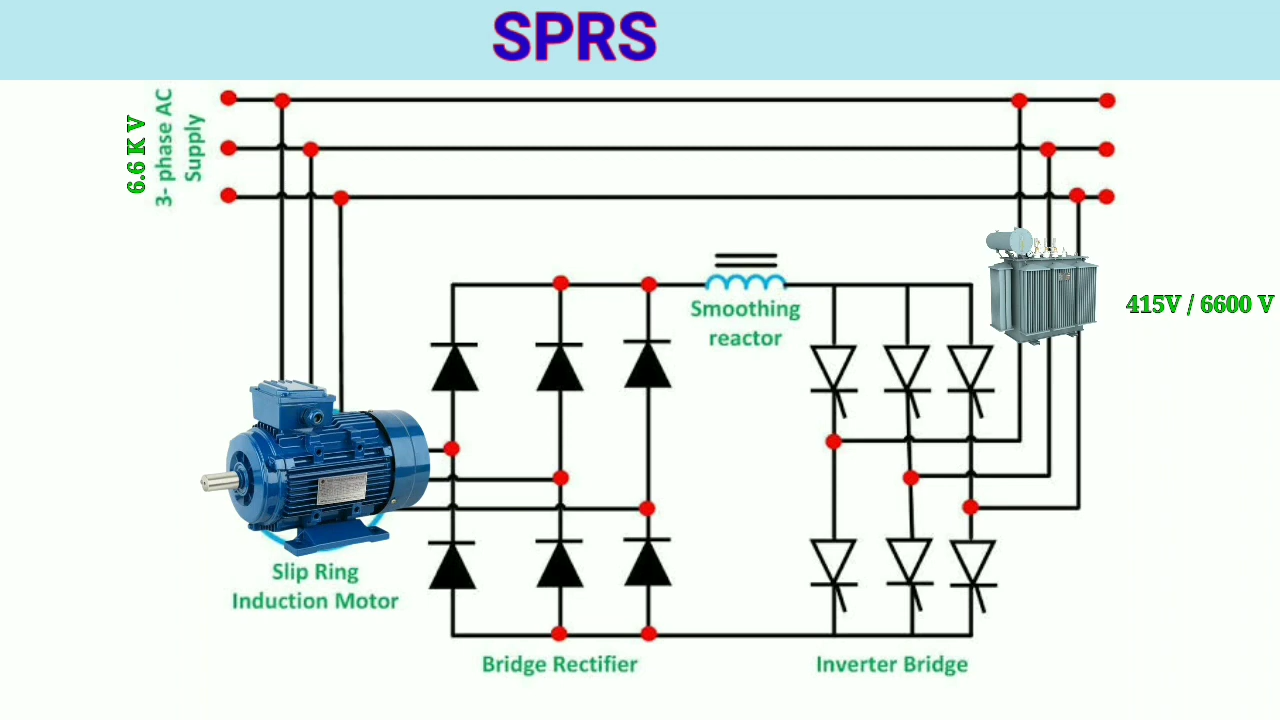 SPRS
6.6 K V
3- phase AC
Supply
Smoothing
reactor
415V / 6600 V
Slip Ring
Induction Motor
Bridge Rectifier
Inverter Bridge